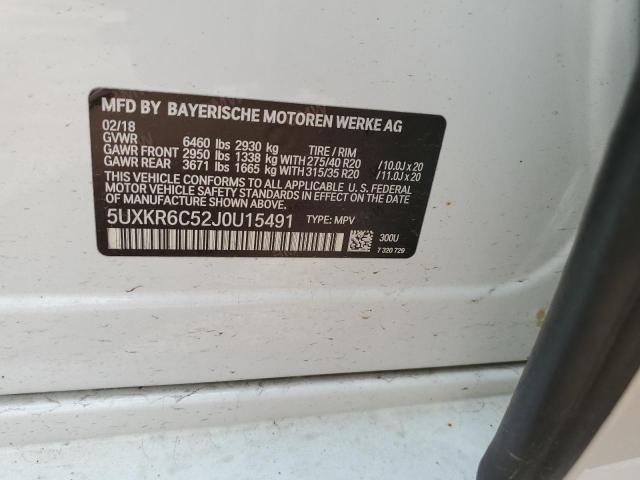 MFD BY BAYERISCHE MOTOREN WERKE AG
02/18
GVWR 6460 lbs 2930 kg TIRE / RIM
GAWR FRONT 2950 lbs 1338 kg WITH 275/40 R20 /10.0J x 20
GAWR REAR 3671 lbs 1665 kg WITH 315/35 R20 /11.0J x 20
THIS VEHICLE CONFORMS TO ALL APPLICABLE U.S. FEDERAL
MOTOR VEHICLE SAFETY STANDARDS IN EFFECT ON THE DATE
OF MANUFACTURE SHOWN ABOVE.
5UXKR6C52J0U15491 TYPE: MPV
300U
7 320 729